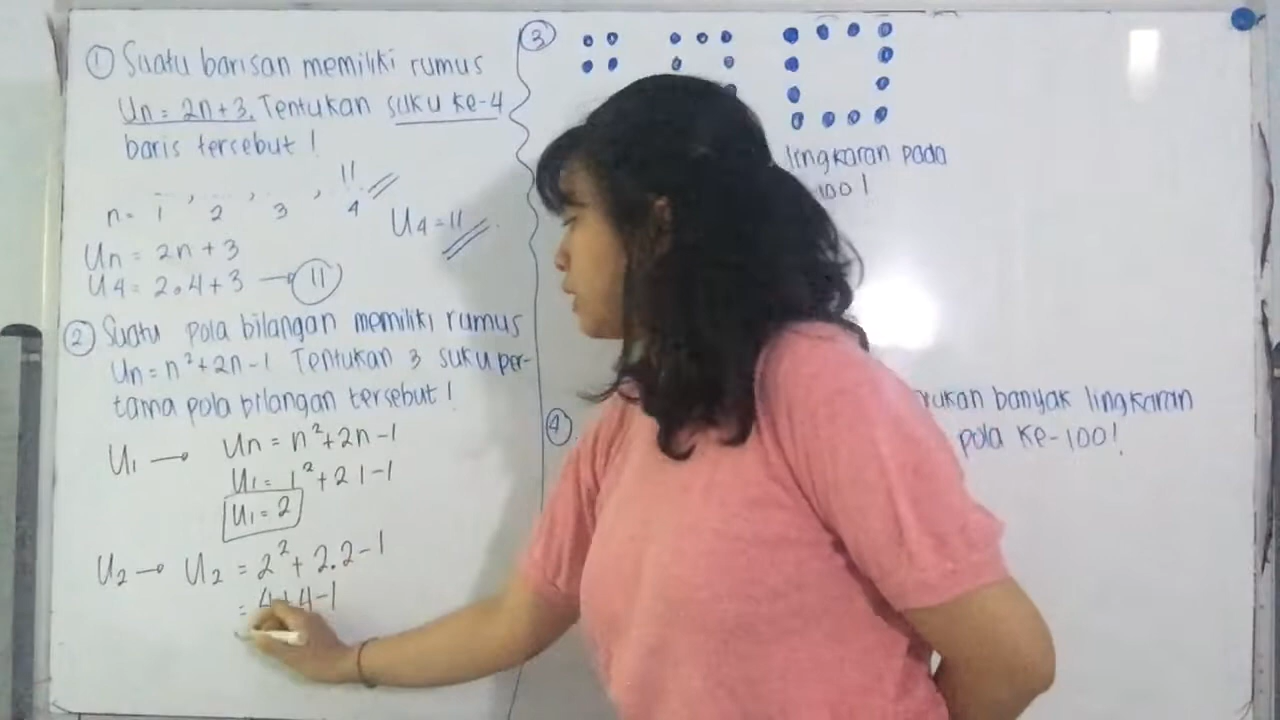 ① Suatu barisan memiliki rumus
Un = 2n + 3. Tentukan suku ke-4
baris tersebut !
11
n = 1 , 2 , 3 , 4
U4 = 11
Un = 2n + 3
U4 = 2.4 + 3 → 11
② Suatu pola bilangan memiliki rumus
Un = n² + 2n - 1 Tentukan 3 suku per-
tama pola bilangan tersebut !
U1 → Un = n² + 2n - 1
U1 = 1² + 2 1 - 1
U1 = 2
U2 → U2 = 2² + 2.2 - 1
= 4 + 4 - 1
③
lingkaran pada
100 !
④
banyak lingkaran
pola ke-100!